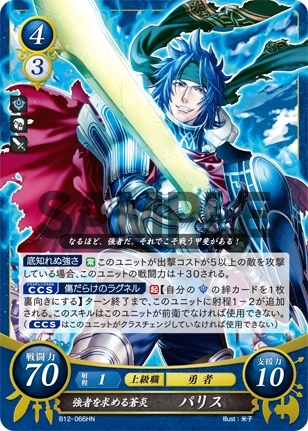 4
3
SAMPLE
なるほど、強者だ。それでこそ戦う甲斐がある！
底知れぬ強さ 常 このユニットが出撃コストが５以上の敵を攻撃
している場合、このユニットの戦闘力は＋30される。
CCS 傷だらけのラグネル 起 【自分の の絆カードを１枚
裏向きにする】ターン終了まで、このユニットに射程１－２が追加
される。このスキルはこのユニットが前衛でなければ使用できない。
（CCS はこのユニットがクラスチェンジしていなければ使用できない）
戦闘力
70
射程 1 上級職 勇者
支援力
10
強者を求める蒼炎 パリス
B12-066HN Illust：米子